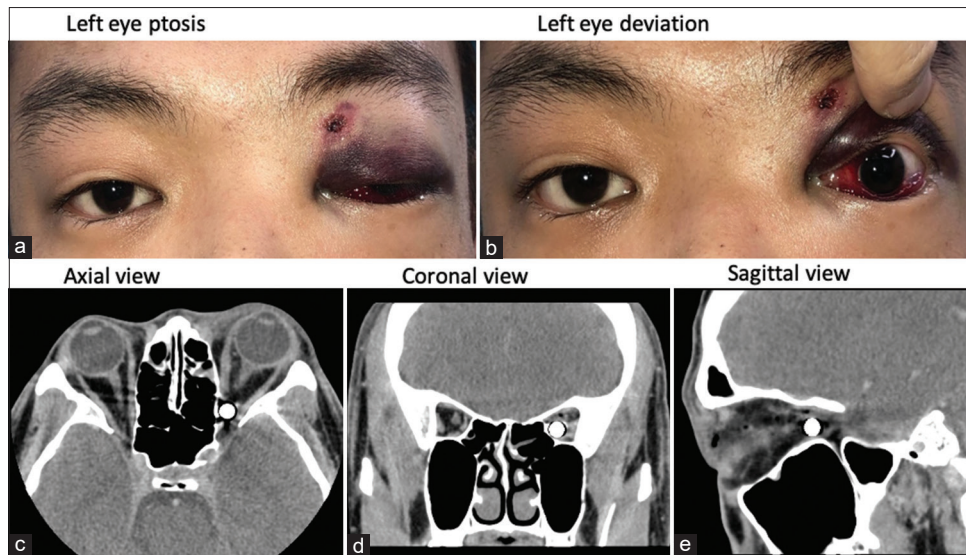 Left eye ptosis
Left eye deviation
a
b
Axial view
Coronal view
Sagittal view
c
d
e